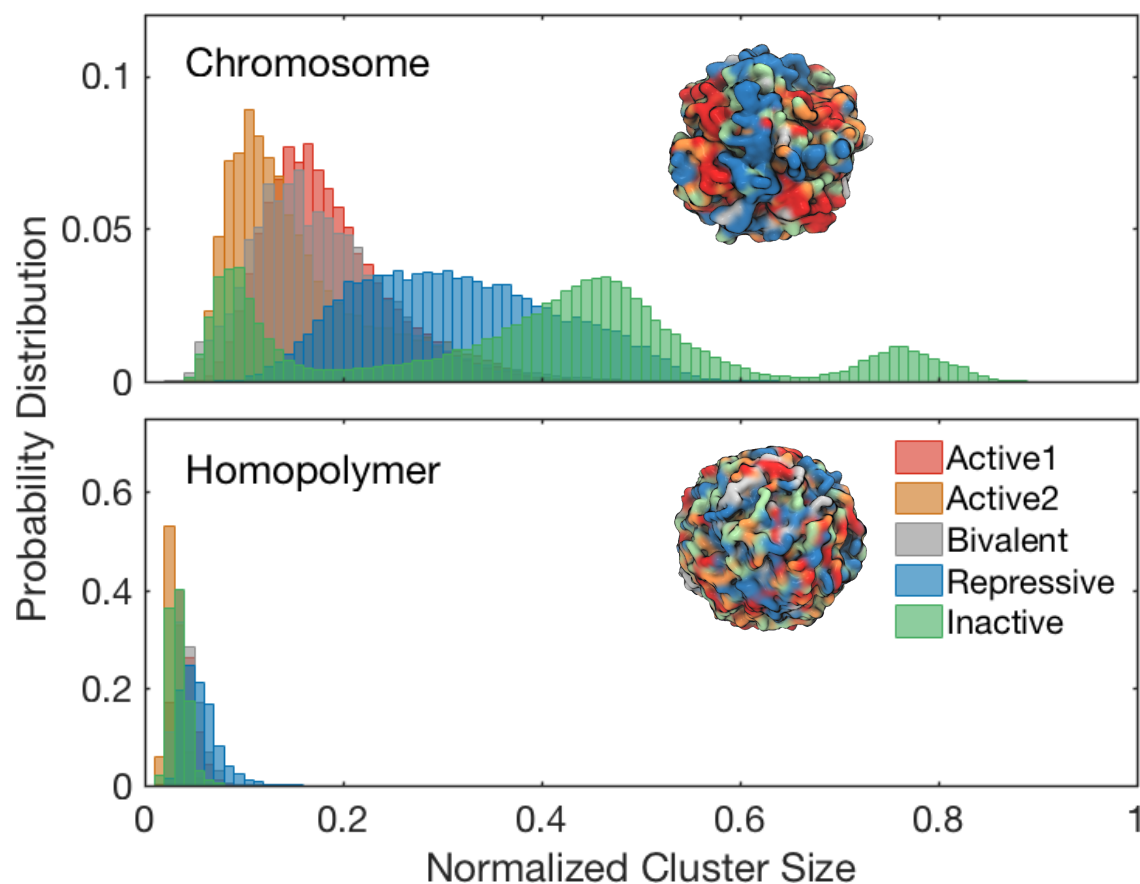 Probability Distribution
Chromosome
0.1
0.05
0
Homopolymer
0.6
0.4
0.2
0
Active1
Active2
Bivalent
Repressive
Inactive
0 0.2 0.4 0.6 0.8 1
Normalized Cluster Size